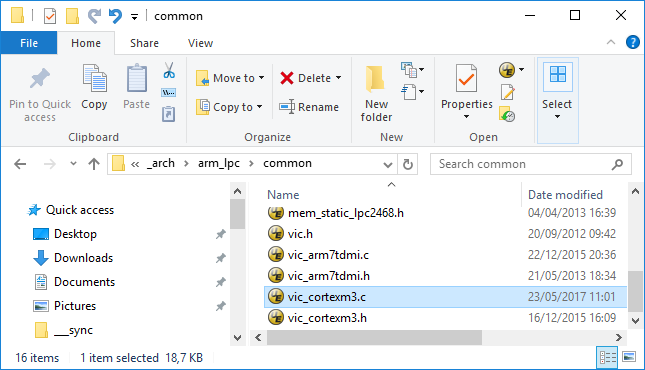 common
File Home Share View
Pin to Quick access
Copy
Paste
Move to
Copy to
Delete
Rename
New folder
Properties
Select
Clipboard Organize New Open
_arch arm_lpc common
Search common
Name Date modified
Quick access
Desktop
Downloads
Documents
Pictures
___sync
mem_static_lpc2468.h 04/04/2013 16:39
vic.h 20/09/2012 09:42
vic_arm7tdmi.c 22/12/2015 20:36
vic_arm7tdmi.h 21/05/2013 18:34
vic_cortexm3.c 23/05/2017 11:01
vic_cortexm3.h 16/12/2015 16:09
16 items 1 item selected 18,7 KB